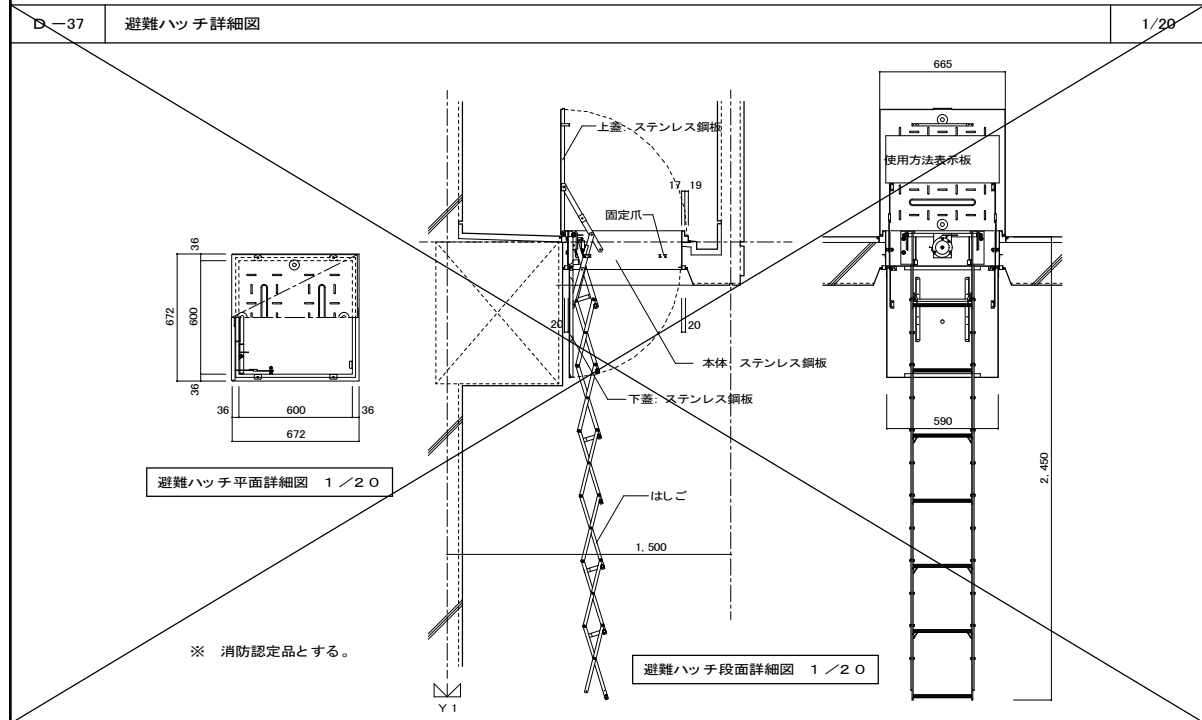 D－37
避難ハッチ詳細図
1/20
665
上蓋: ステンレス鋼板
使用方法表示板
17 19
固定爪
36
672
600
36
36
600
36
672
20
20
本体: ステンレス鋼板
下蓋: ステンレス鋼板
590
2,450
避難ハッチ平面詳細図 1／20
はしご
1,500
※ 消防認定品とする。
避難ハッチ段面詳細図 1／20
Y1